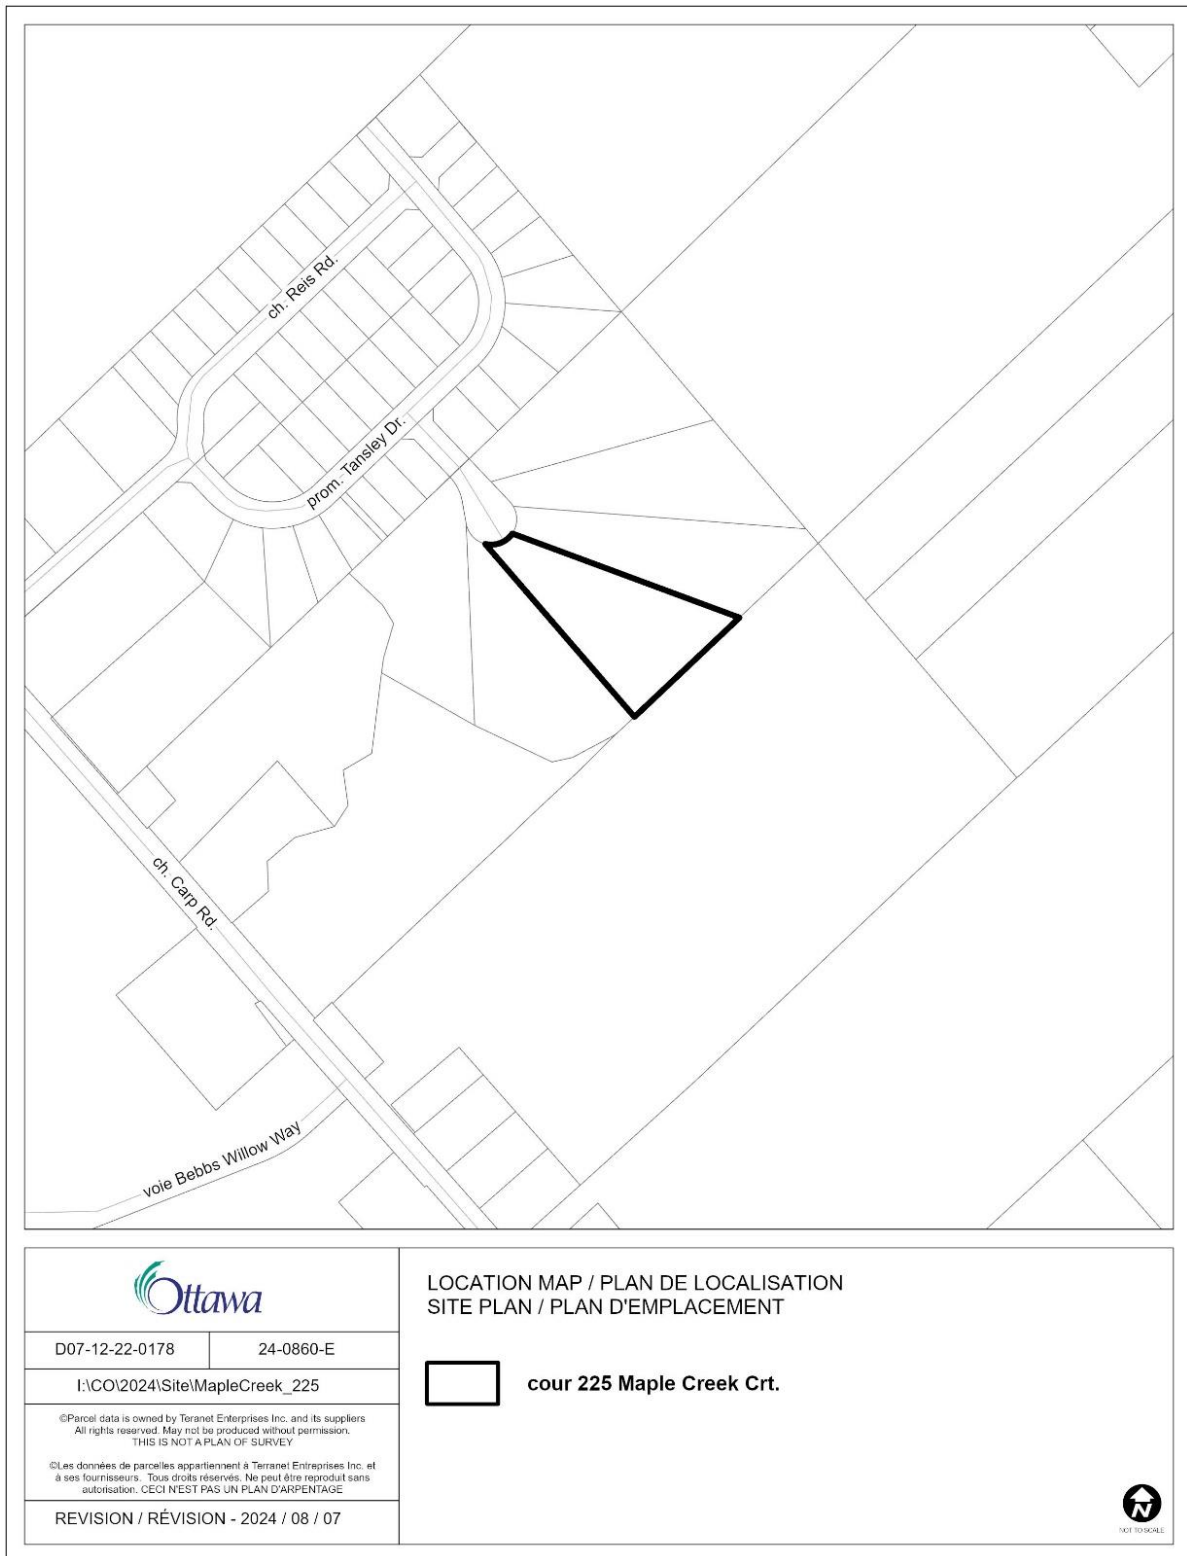 ch. Reis Rd.
prom. Tansley Dr.
ch. Carp Rd.
voie Bebbs Willow Way
Ottawa
D07-12-22-0178
24-0860-E
I:\CO\2024\Site\MapleCreek_225
©Parcel data is owned by Teranet Enterprises Inc. and its suppliers
All rights reserved. May not be produced without permission.
THIS IS NOT A PLAN OF SURVEY
©Les données de parcelles appartiennent à Terranet Entreprises Inc. et
à ses fournisseurs. Tous droits réservés. Ne peut être reproduit sans
autorisation. CECI N'EST PAS UN PLAN D'ARPENTAGE
REVISION / RÉVISION - 2024 / 08 / 07
LOCATION MAP / PLAN DE LOCALISATION
SITE PLAN / PLAN D'EMPLACEMENT
cour 225 Maple Creek Crt.
N
NOT TO SCALE